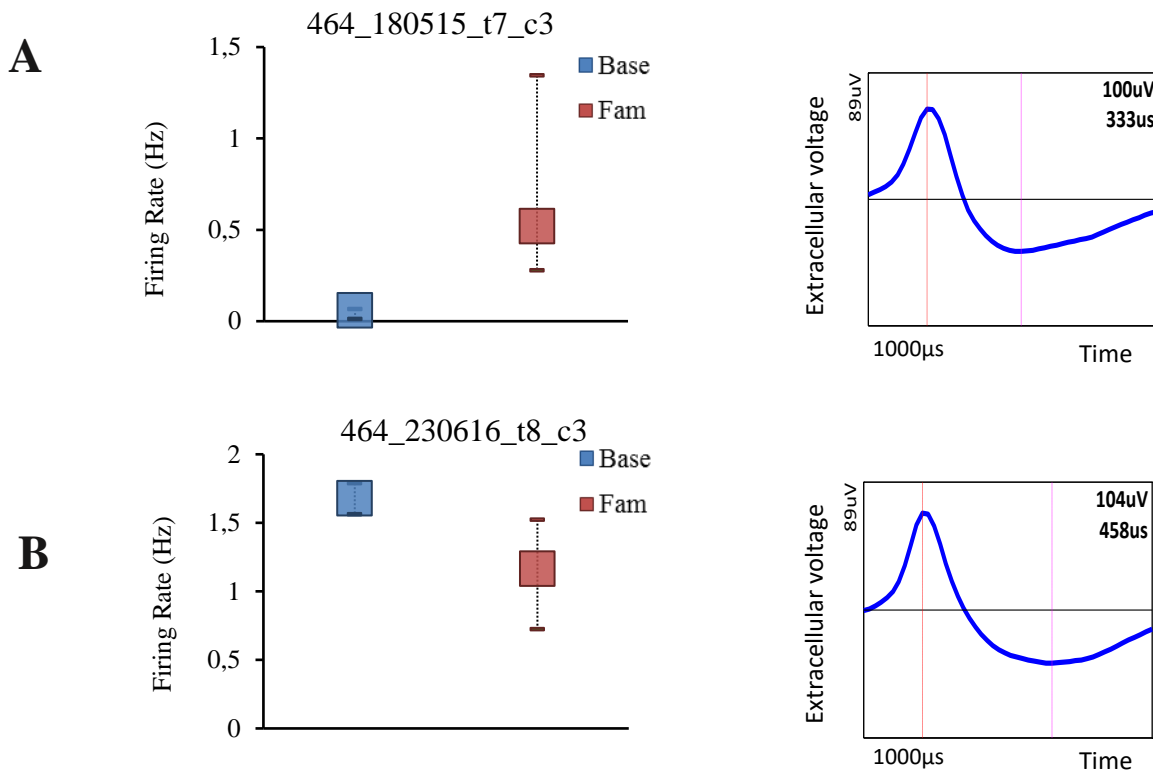 A
464_180515_t7_c3
Firing Rate (Hz)
1,5
1
0,5
0
Base
Fam
Extracellular voltage
89uV
100uV
333us
1000µs
Time
B
464_230616_t8_c3
Firing Rate (Hz)
2
1,5
1
0,5
0
Base
Fam
Extracellular voltage
89uV
104uV
458us
1000µs
Time